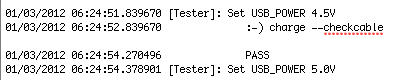 01/03/2012 06:24:51.839670 [Tester]: Set USB_POWER 4.5V
01/03/2012 06:24:52.839670 :-) charge --checkcable
01/03/2012 06:24:54.270496 PASS
01/03/2012 06:24:54.378901 [Tester]: Set USB_POWER 5.0V